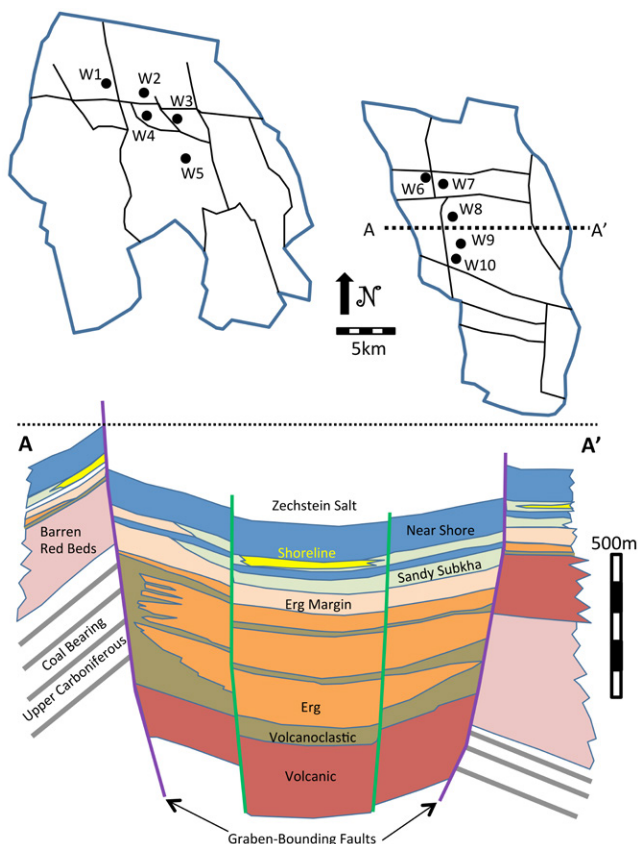 W1
W2
W3
W4
W5
W6
W7
W8
A
A'
W9
W10
N
5km
A
A'
Zechstein Salt
Near Shore
Shoreline
Barren
Red Beds
500m
Sandy Subkha
Erg Margin
Coal Bearing
Upper Carboniferous
Erg
Volcanoclastic
Volcanic
Graben-Bounding Faults